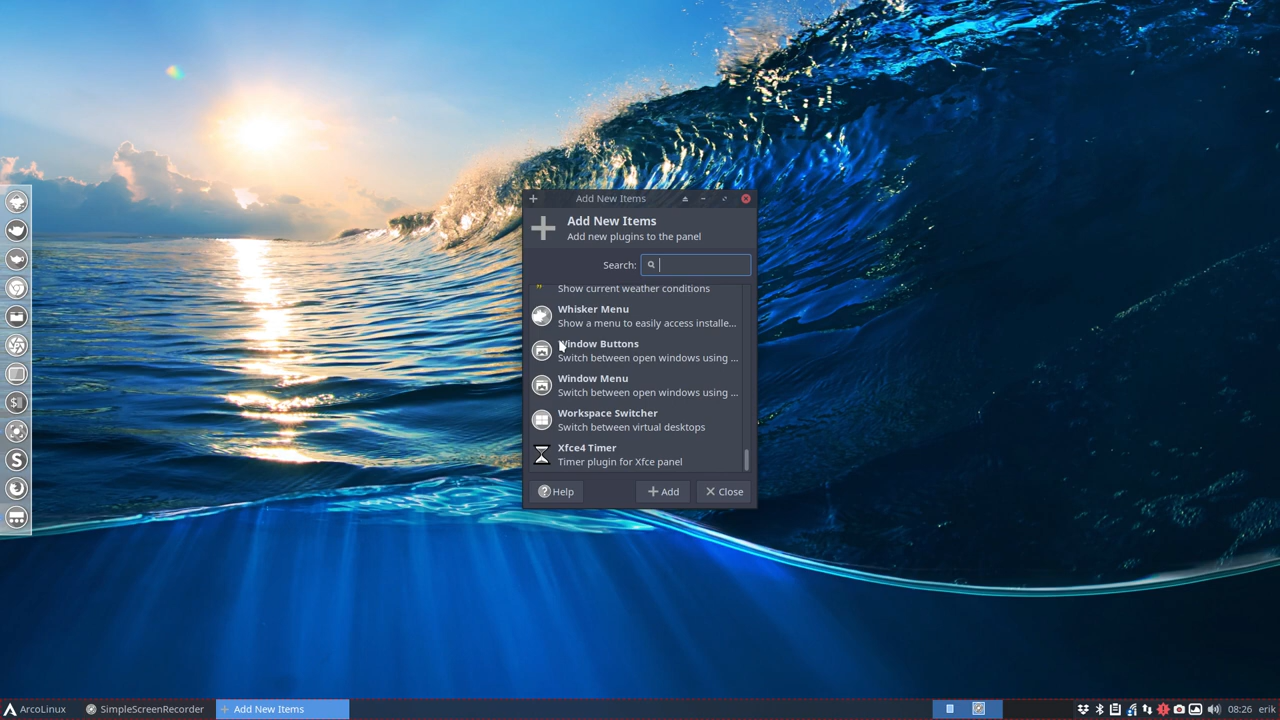 Add New Items
Add New Items
Add new plugins to the panel
Search:
Show current weather conditions
Whisker Menu
Show a menu to easily access installe...
Window Buttons
Switch between open windows using ...
Window Menu
Switch between open windows using ...
Workspace Switcher
Switch between virtual desktops
Xfce4 Timer
Timer plugin for Xfce panel
Help
Add
Close
ArcoLinux
SimpleScreenRecorder
Add New Items
08:26
erik